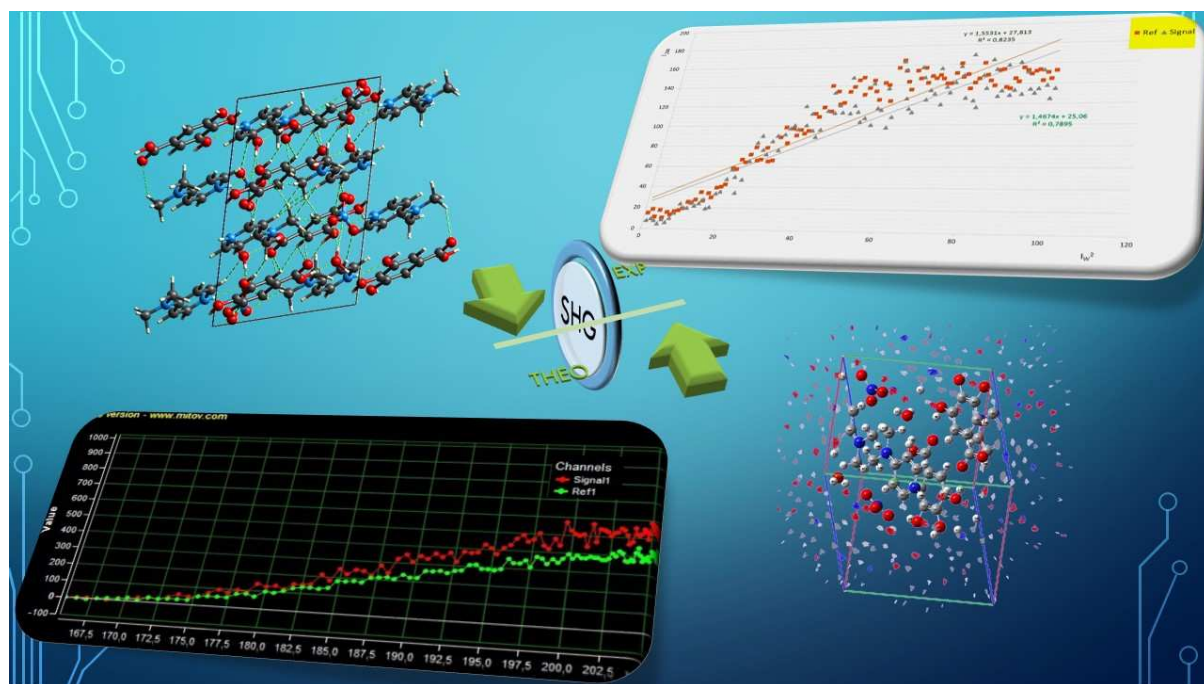 200
180
160
140
120
100
80
60
40
20
0
y = 1,5531x + 27,813
R² = 0,8235
Ref Signal
y = 1,4674x + 25,06
R² = 0,7895
0 20 40 60 80 100 120
EXP
SHG
THEO
version - www.mitov.com
1000
900
800
700
600
500
400
300
200
100
0
-100
Value
Channels
Signal1
Ref1
167,5 170,0 172,5 175,0 177,5 180,0 182,5 185,0 187,5 190,0 192,5 195,0 197,5 200,0 202,5